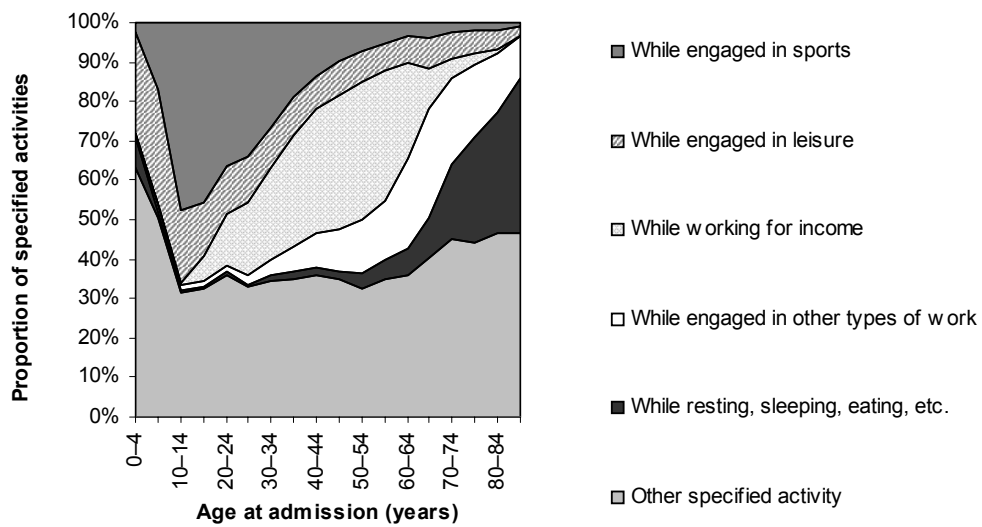 Proportion of specified activities
100%
90%
80%
70%
60%
50%
40%
30%
20%
10%
0%
0–4
10–14
20–24
30–34
40–44
50–54
60–64
70–74
80–84
Age at admission (years)
While engaged in sports
While engaged in leisure
While working for income
While engaged in other types of work
While resting, sleeping, eating, etc.
Other specified activity